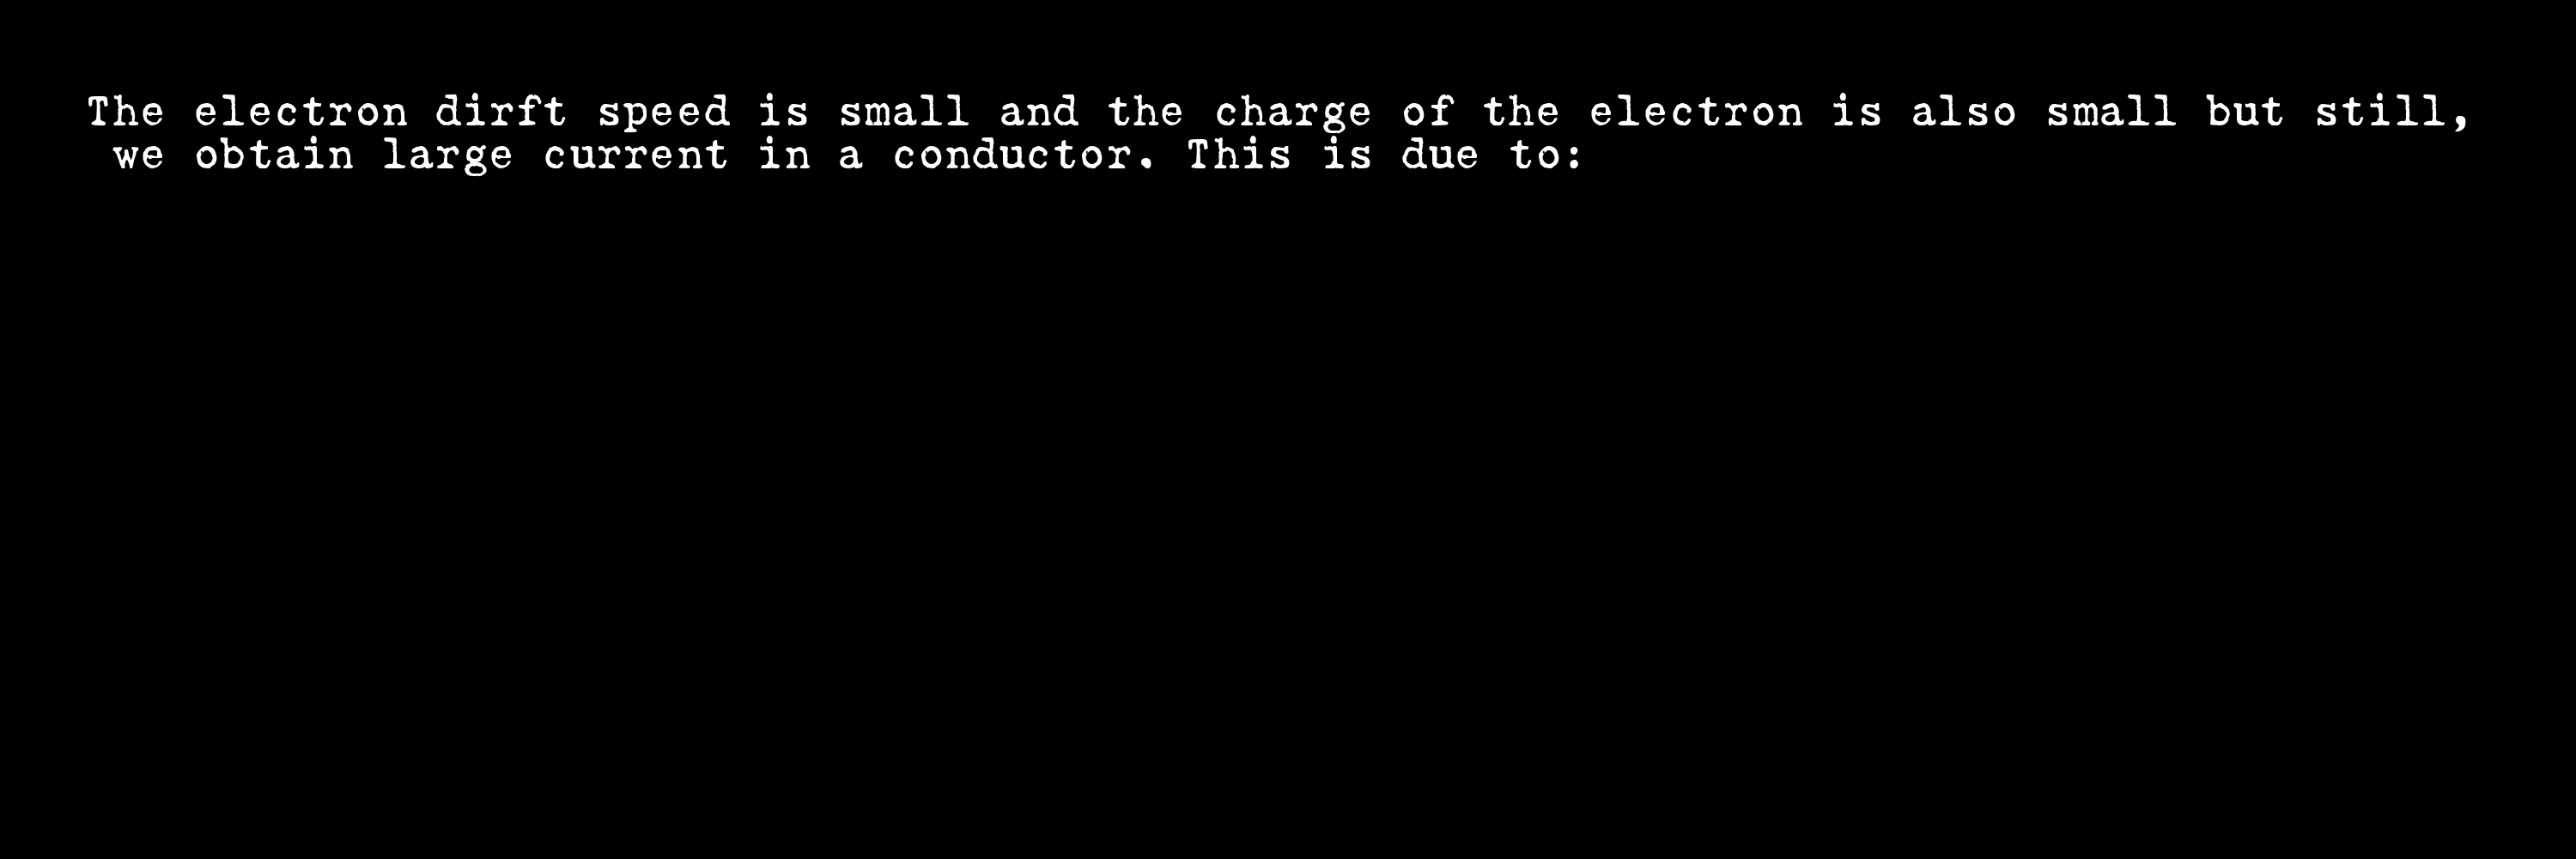 The electron dirft speed is small and the charge of the electron is also small but still,
we obtain large current in a conductor. This is due to: